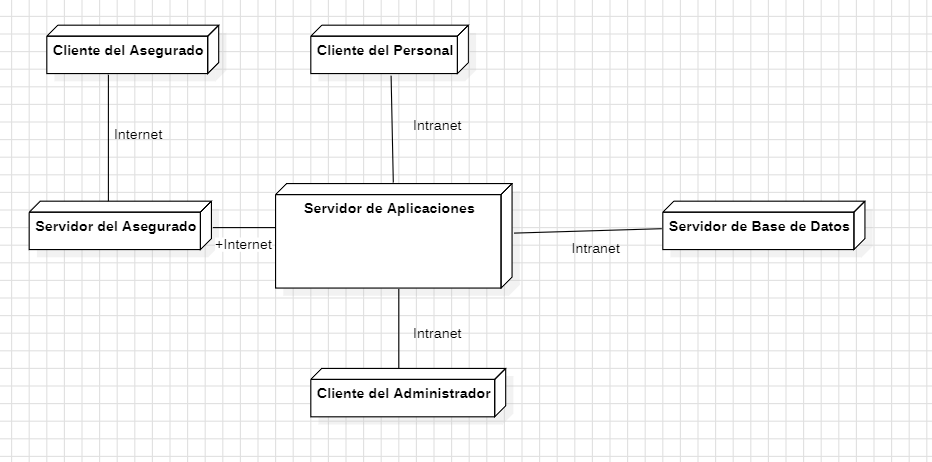 Cliente del Asegurado
Cliente del Personal
Internet
Intranet
Servidor del Asegurado
+Internet
Servidor de Aplicaciones
Intranet
Servidor de Base de Datos
Intranet
Cliente del Administrador